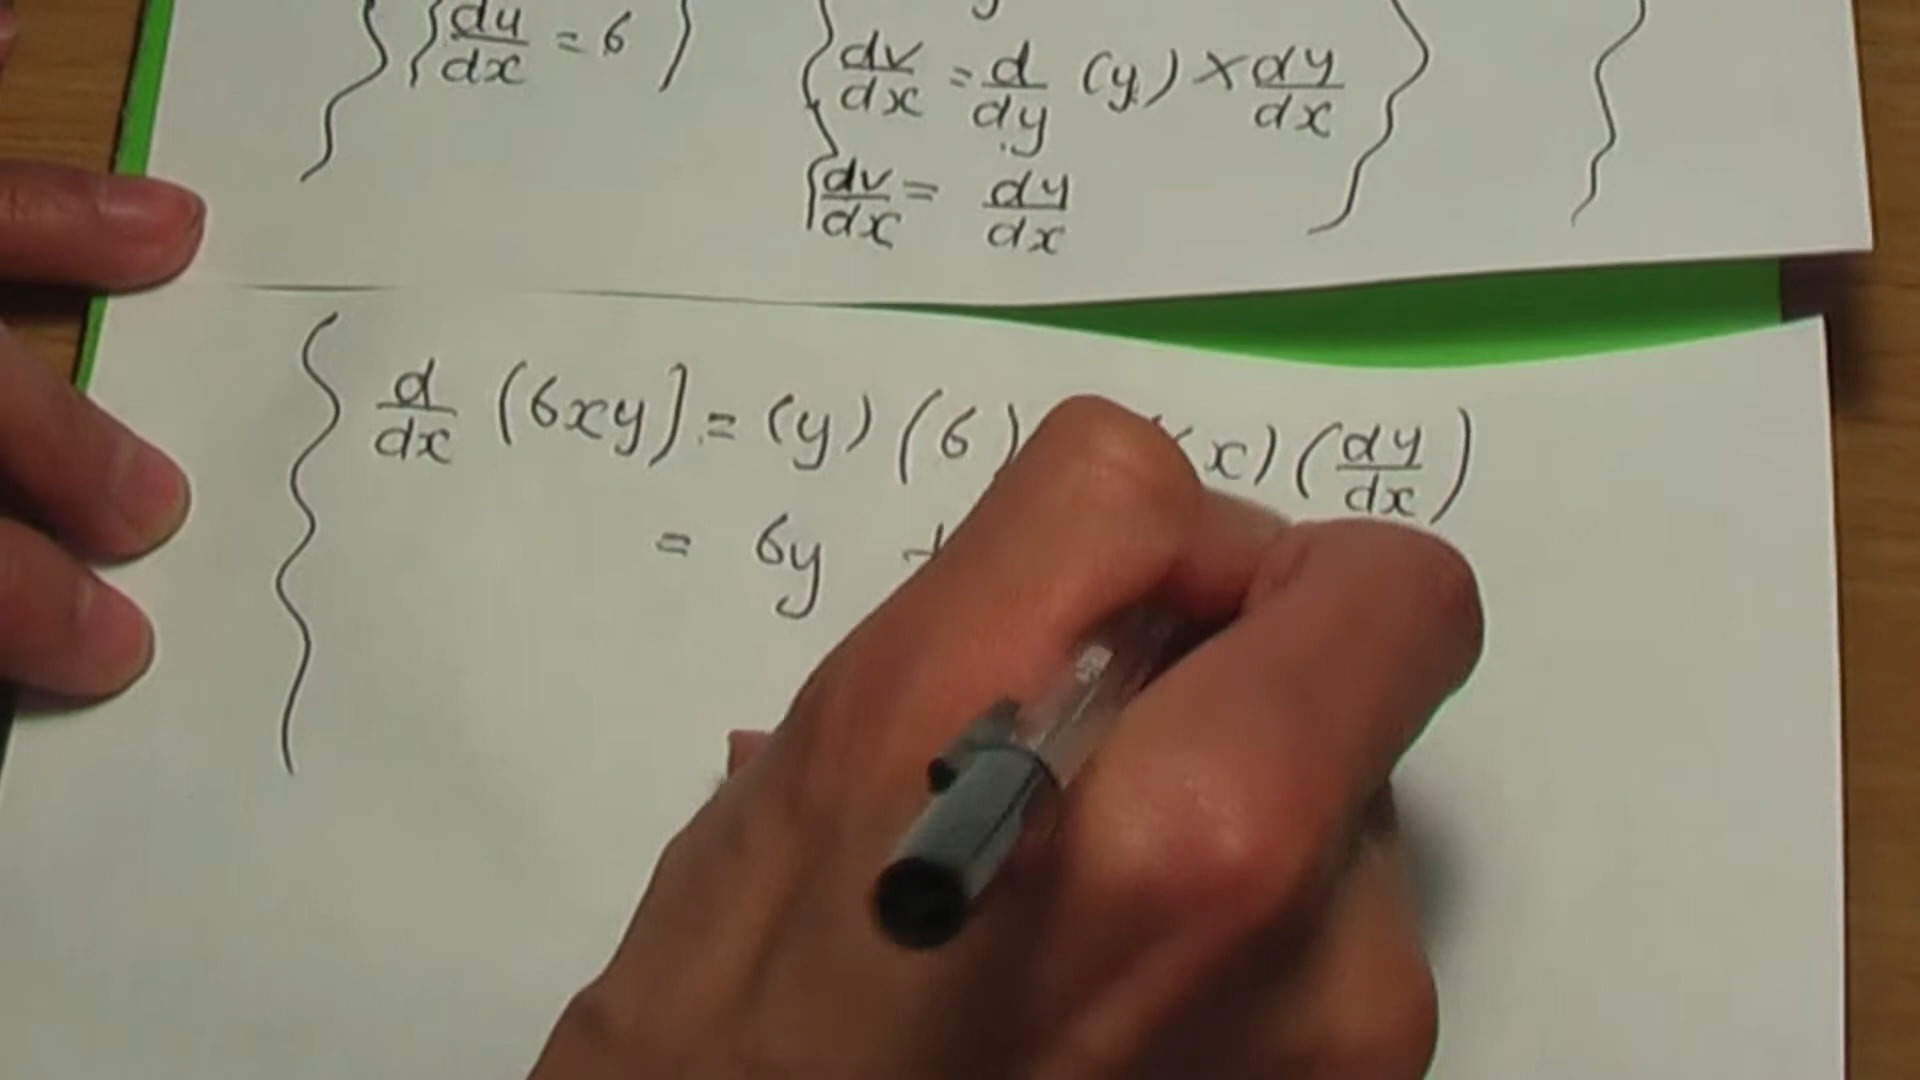 du/dx = 6
dv/dx = d/dy (y) × dy/dx
dv/dx = dy/dx
d/dx (6xy] = (y) (6) x) (dy/dx)
= 6y +